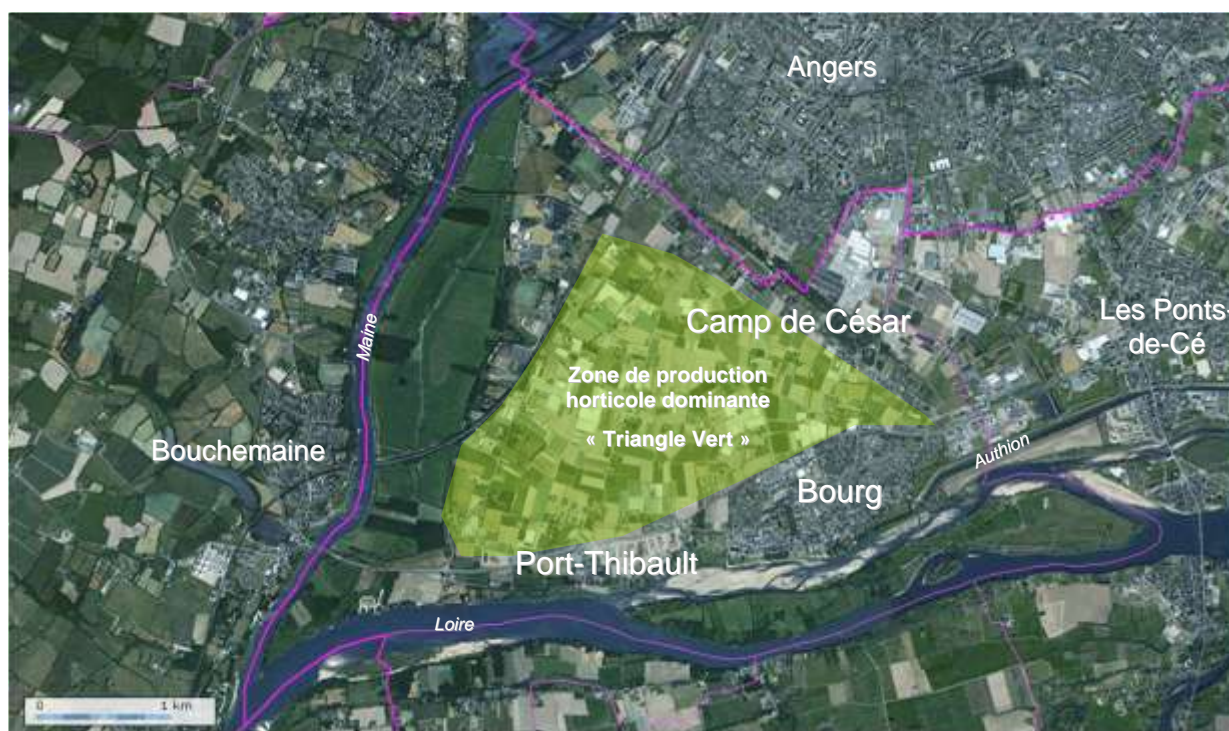 Angers
Camp de César
Les Ponts-
de-Cé
Maine
Zone de production
horticole dominante
« Triangle Vert »
Bouchemaine
Authion
Bourg
Port-Thibault
Loire
0 1 km